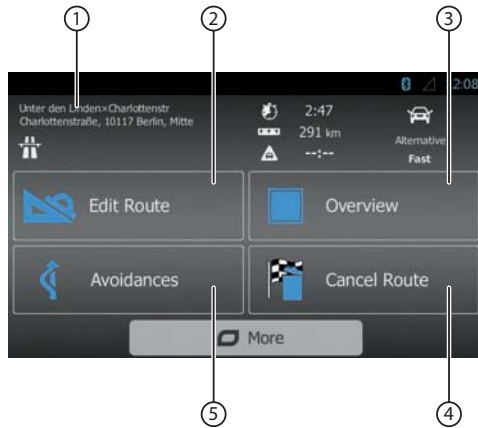 1 2 3
12:08
Unter den Linden×Charlottenstr
Charlottenstraße, 10117 Berlin, Mitte
2:47
291 km
--:--
Alternative
Fast
Edit Route
Overview
Avoidances
Cancel Route
More
5 4